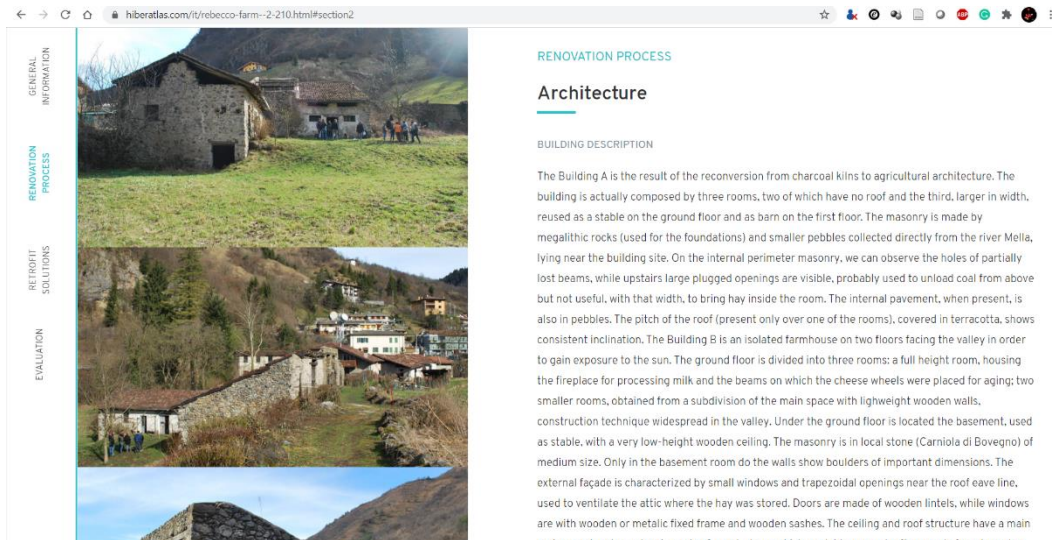 hiberatlas.com/it/rebecco-farm--2-210.html#section2
ABP
GENERAL
INFORMATION
RENOVATION
PROCESS
RETROFIT
SOLUTIONS
EVALUATION
RENOVATION PROCESS
Architecture
BUILDING DESCRIPTION
The Building A is the result of the reconversion from charcoal kilns to agricultural architecture. The
building is actually composed by three rooms, two of which have no roof and the third, larger in width,
reused as a stable on the ground floor and as barn on the first floor. The masonry is made by
megalithic rocks (used for the foundations) and smaller pebbles collected directly from the river Mella,
lying near the building site. On the internal perimeter masonry, we can observe the holes of partially
lost beams, while upstairs large plugged openings are visible, probably used to unload coal from above
but not useful, with that width, to bring hay inside the room. The internal pavement, when present, is
also in pebbles. The pitch of the roof (present only over one of the rooms), covered in terracotta, shows
consistent inclination. The Building B is an isolated farmhouse on two floors facing the valley in order
to gain exposure to the sun. The ground floor is divided into three rooms: a full height room, housing
the fireplace for processing milk and the beams on which the cheese wheels were placed for aging; two
smaller rooms, obtained from a subdivision of the main space with lighweight wooden walls,
construction technique widespread in the valley. Under the ground floor is located the basement, used
as stable, with a very low-height wooden ceiling. The masonry is in local stone (Carniola di Bovegno) of
medium size. Only in the basement room do the walls show boulders of important dimensions. The
external façade is characterized by small windows and trapezoidal openings near the roof eave line,
used to ventilate the attic where the hay was stored. Doors are made of wooden lintels, while windows
are with wooden or metalic fixed frame and wooden sashes. The ceiling and roof structure have a main